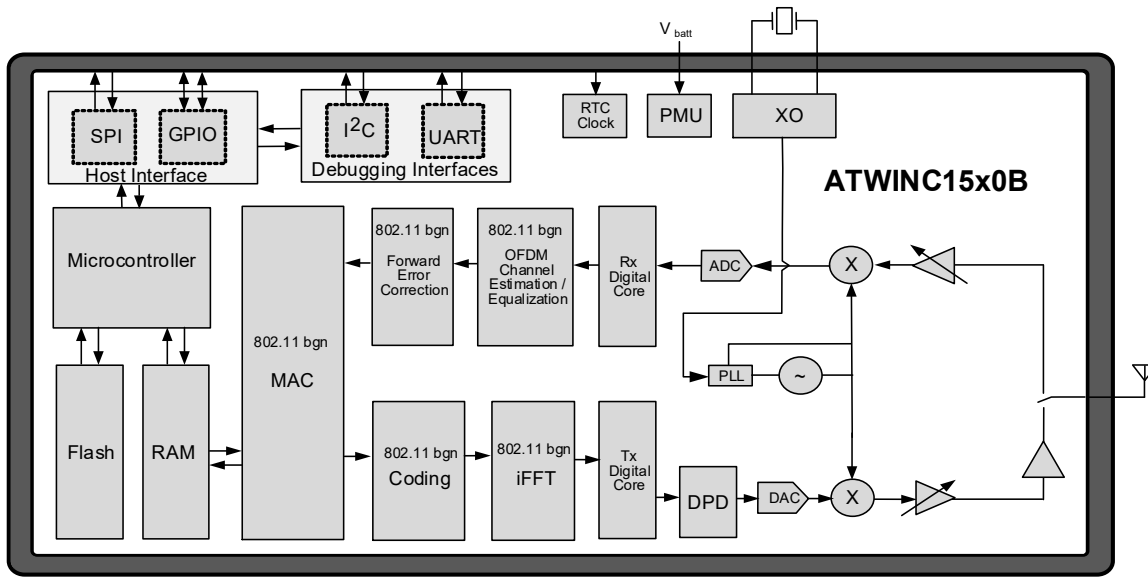 V batt
SPI
GPIO
Host Interface
I2C
UART
Debugging Interfaces
RTC
Clock
PMU
XO
ATWINC15x0B
Microcontroller
Flash
RAM
802.11 bgn
MAC
802.11 bgn
Forward
Error
Correction
802.11 bgn
OFDM
Channel
Estimation /
Equalization
Rx
Digital
Core
ADC
X
PLL
~
802.11 bgn
Coding
802.11 bgn
iFFT
Tx
Digital
Core
DPD
DAC
X